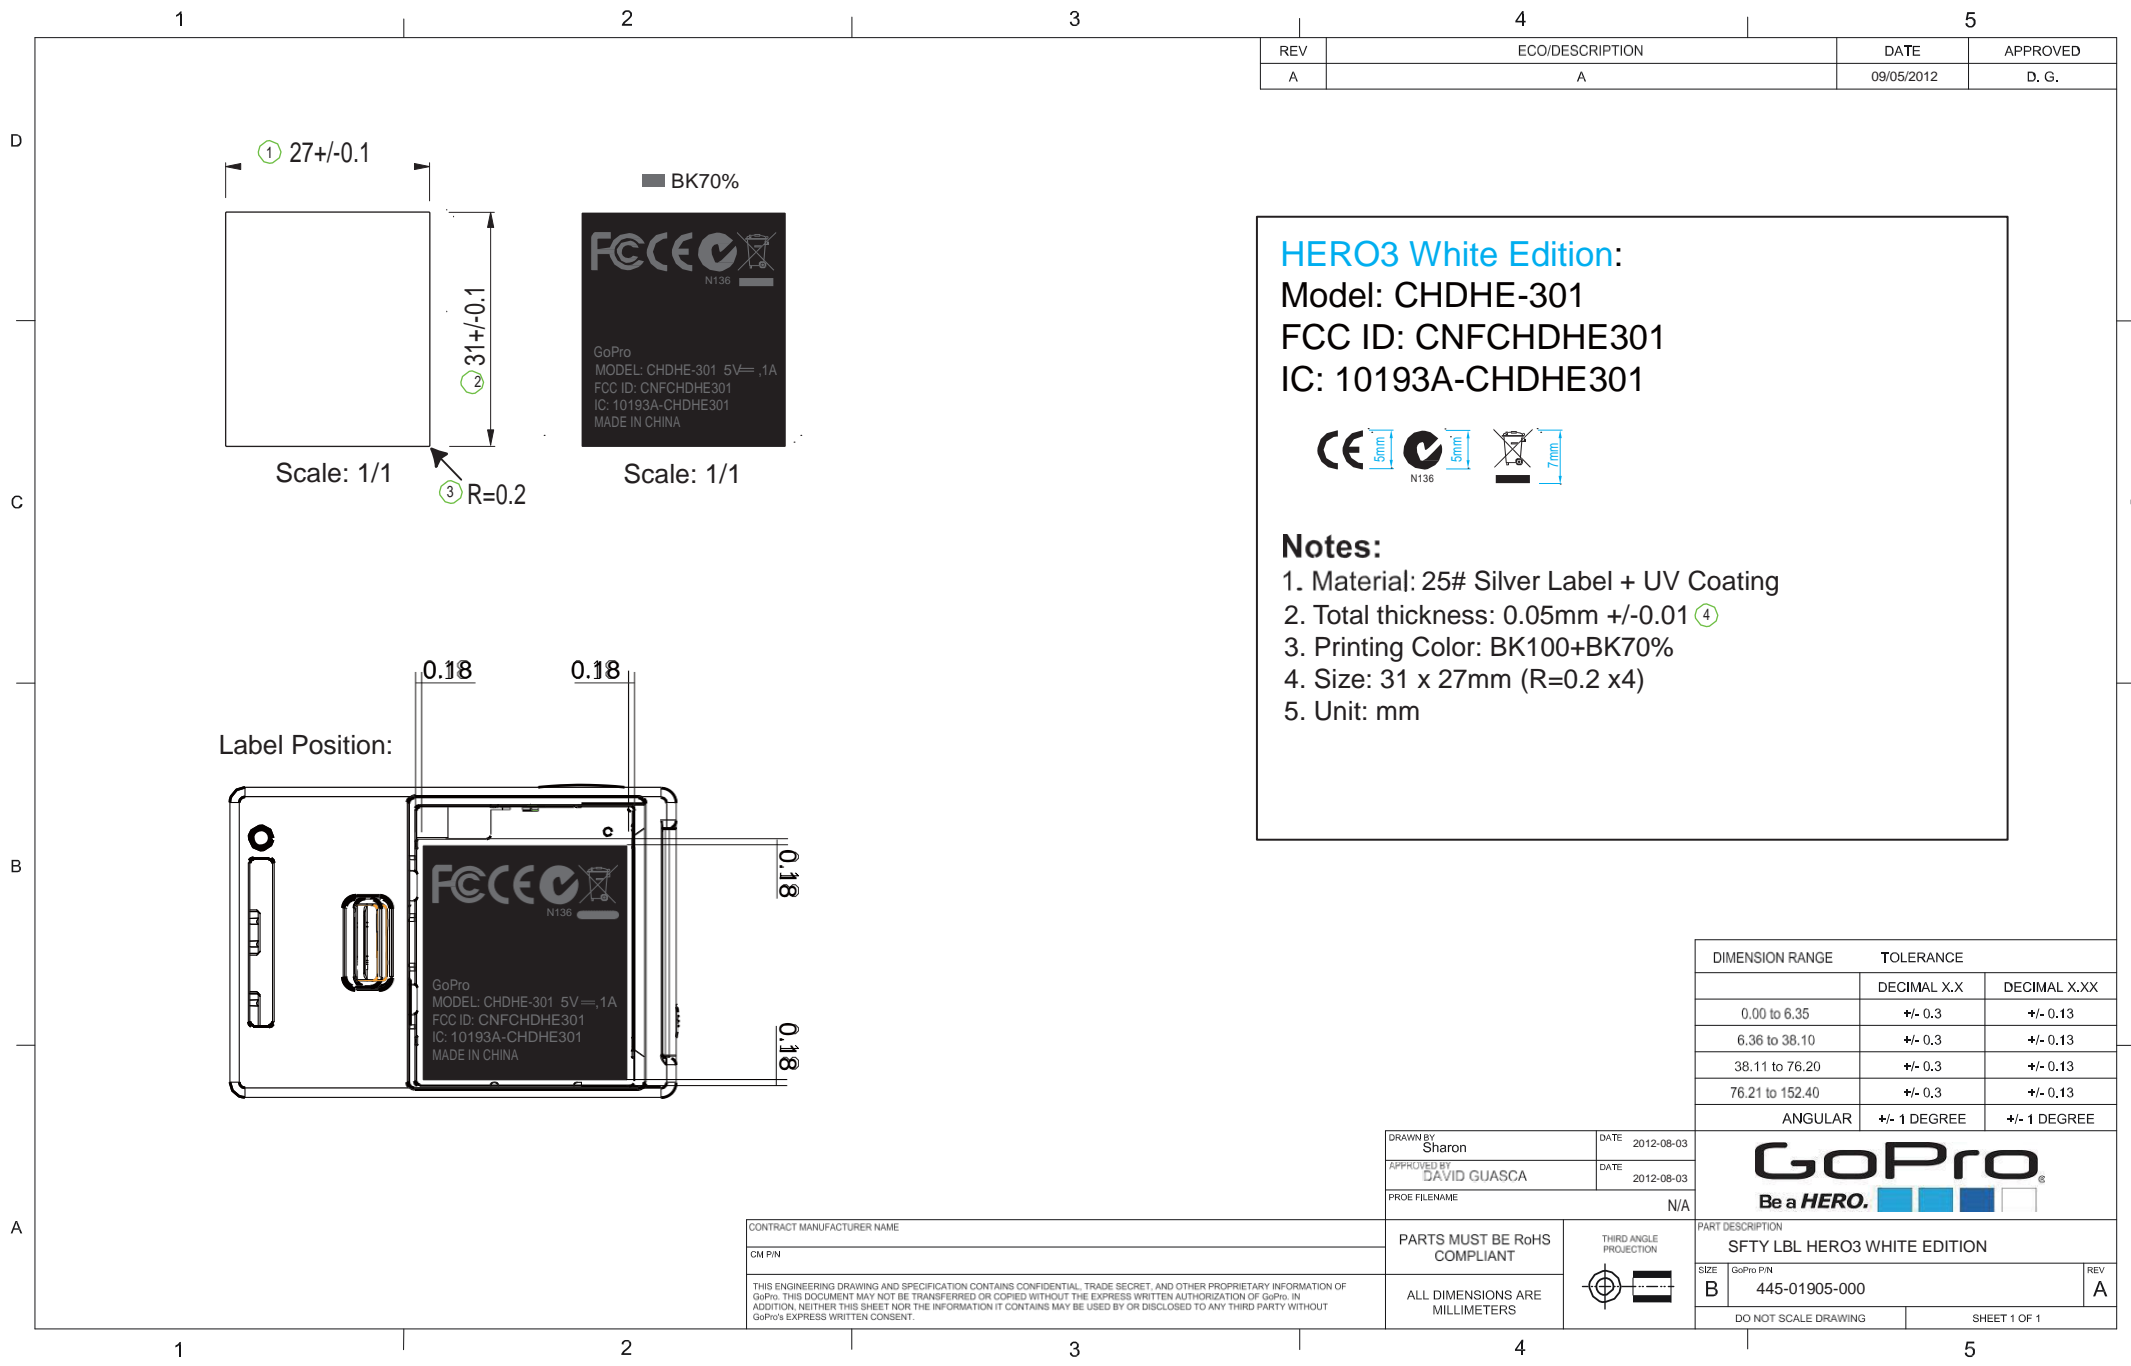 1 2 3 4 5
REV ECO/DESCRIPTION DATE APPROVED
A A 09/05/2012 D. G.
D
C
B
A
1 27+/-0.1
2 31+/-0.1
Scale: 1/1
3 R=0.2
BK70%
FC CE
N136
GoPro
MODEL: CHDHE-301 5V⎓,1A
FCC ID: CNFCHDHE301
IC: 10193A-CHDHE301
MADE IN CHINA
Scale: 1/1
HERO3 White Edition:
Model: CHDHE-301
FCC ID: CNFCHDHE301
IC: 10193A-CHDHE301
CE 5mm 5mm 7mm
N136
Notes:
1. Material: 25# Silver Label + UV Coating
2. Total thickness: 0.05mm +/-0.01 4
3. Printing Color: BK100+BK70%
4. Size: 31 x 27mm (R=0.2 x4)
5. Unit: mm
Label Position:
0.18 0.18
0.18
0.18
FC CE
N136
GoPro
MODEL: CHDHE-301 5V⎓,1A
FCC ID: CNFCHDHE301
IC: 10193A-CHDHE301
MADE IN CHINA
DIMENSION RANGE TOLERANCE
DECIMAL X.X DECIMAL X.XX
0.00 to 6.35 +/- 0.3 +/- 0.13
6.36 to 38.10 +/- 0.3 +/- 0.13
38.11 to 76.20 +/- 0.3 +/- 0.13
76.21 to 152.40 +/- 0.3 +/- 0.13
ANGULAR +/- 1 DEGREE +/- 1 DEGREE
DRAWN BY Sharon DATE 2012-08-03
APPROVED BY DAVID GUASCA DATE 2012-08-03
PROE FILENAME N/A
GoPro®
Be a HERO.
CONTRACT MANUFACTURER NAME
CM P/N
THIS ENGINEERING DRAWING AND SPECIFICATION CONTAINS CONFIDENTIAL, TRADE SECRET, AND OTHER PROPRIETARY INFORMATION OF
GoPro. THIS DOCUMENT MAY NOT BE TRANSFERRED OR COPIED WITHOUT THE EXPRESS WRITTEN AUTHORIZATION OF GoPro. IN
ADDITION, NEITHER THIS SHEET NOR THE INFORMATION IT CONTAINS MAY BE USED BY OR DISCLOSED TO ANY THIRD PARTY WITHOUT
GoPro's EXPRESS WRITTEN CONSENT.
PARTS MUST BE RoHS
COMPLIANT
ALL DIMENSIONS ARE
MILLIMETERS
THIRD ANGLE
PROJECTION
PART DESCRIPTION
SFTY LBL HERO3 WHITE EDITION
SIZE B GoPro P/N 445-01905-000 REV A
DO NOT SCALE DRAWING SHEET 1 OF 1
1 2 3 4 5